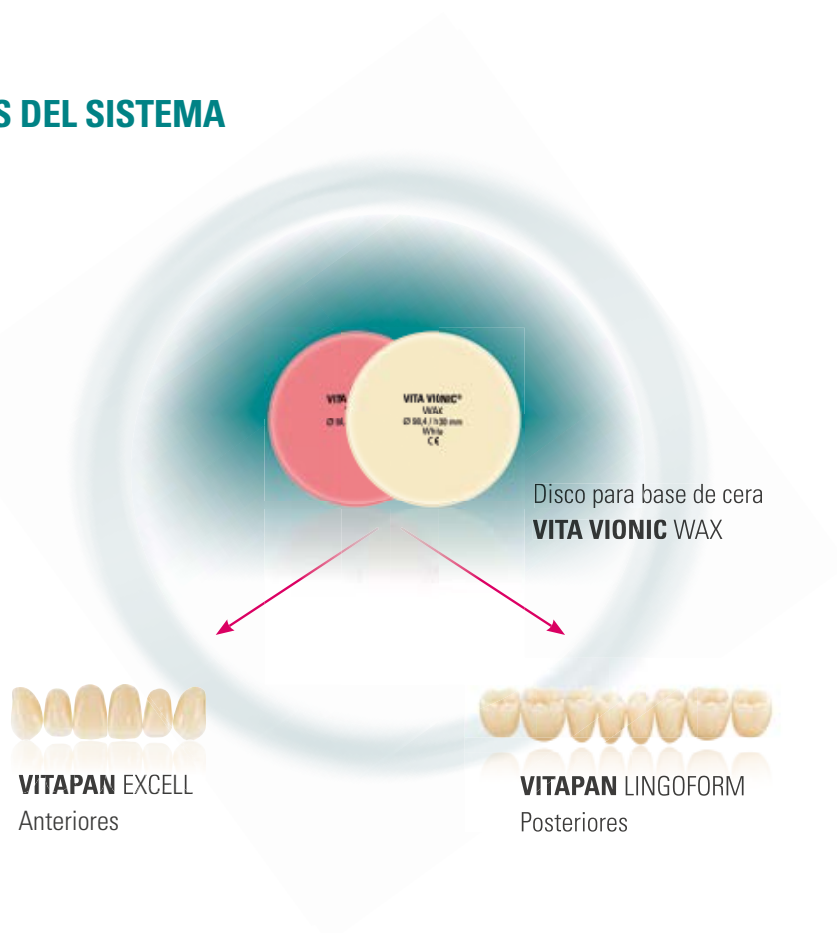 S DEL SISTEMA
VITA VIONIC®
WAX
Ø 98,4 / h30 mm
White
CE
Disco para base de cera
VITA VIONIC WAX
VITAPAN EXCELL
Anteriores
VITAPAN LINGOFORM
Posteriores